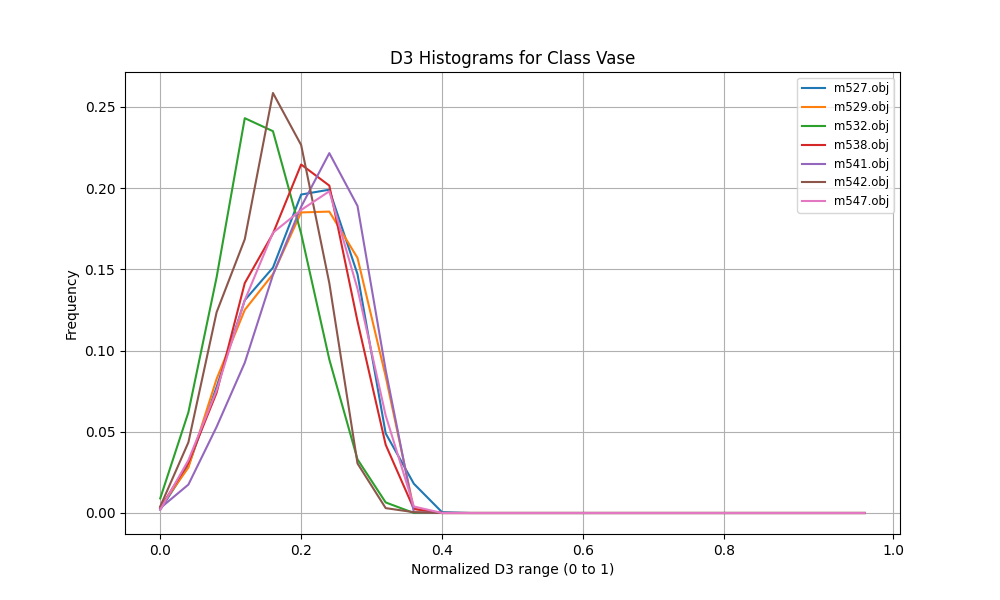 D3 Histograms for Class Vase
m527.obj
m529.obj
m532.obj
m538.obj
m541.obj
m542.obj
m547.obj
Frequency
0.25
0.20
0.15
0.10
0.05
0.00
0.0 0.2 0.4 0.6 0.8 1.0
Normalized D3 range (0 to 1)